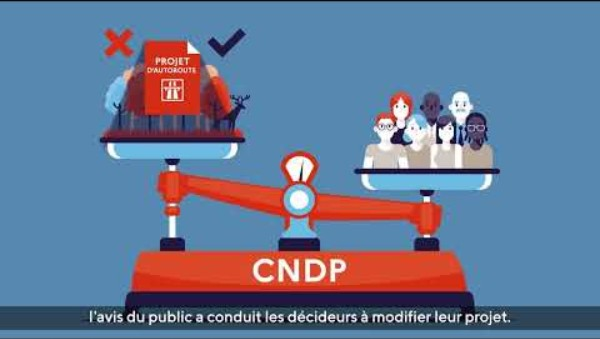 PROJET
D'AUTOROUTE
CNDP
l'avis du public a conduit les décideurs à modifier leur projet.